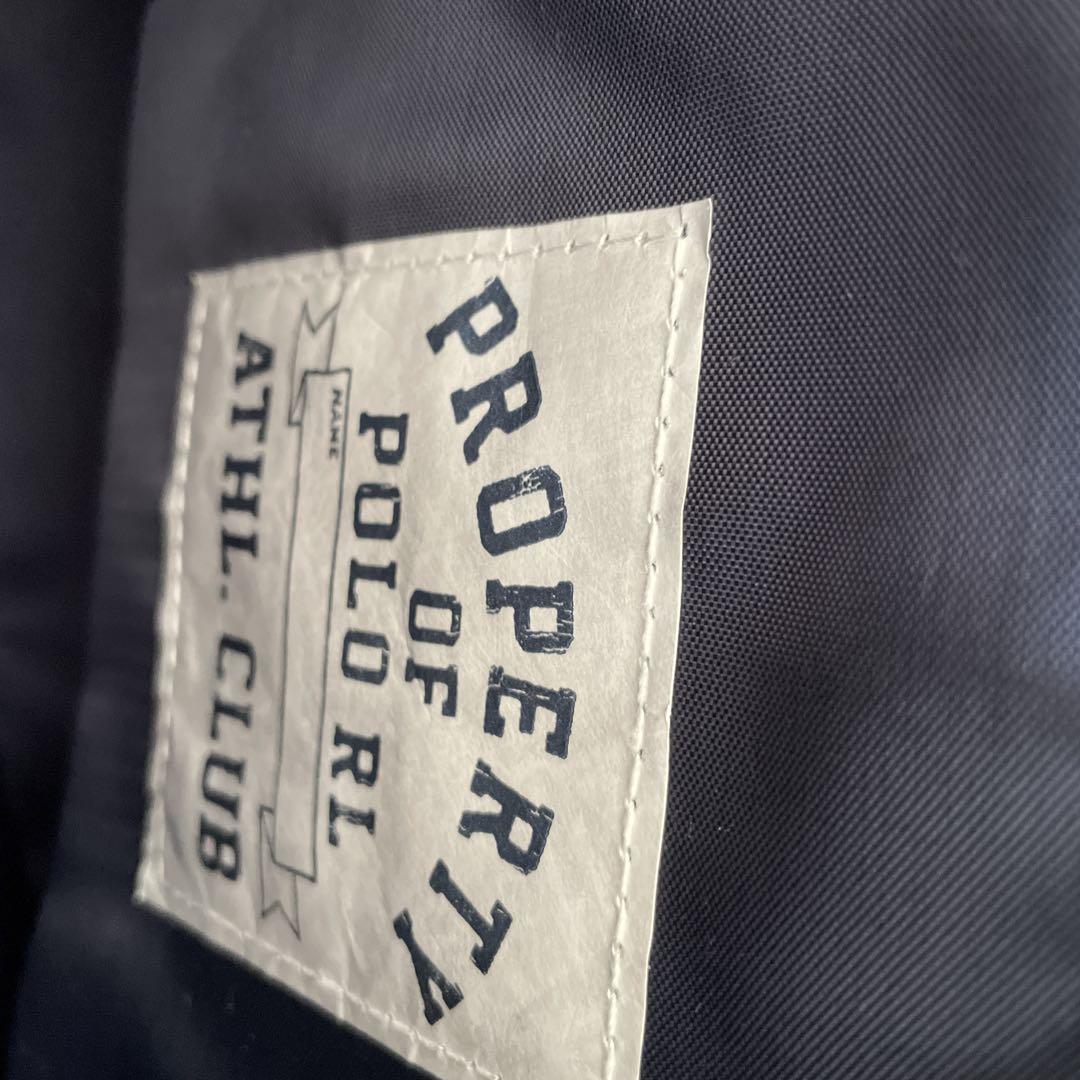 PROPERTY
OF
POLO RL
NAME
ATHL. CLUB